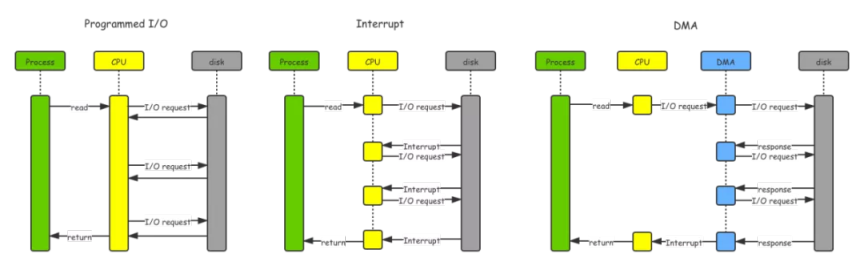 Programmed I/O
Interrupt
DMA
Process
CPU
disk
Process
CPU
disk
Process
CPU
DMA
disk
read
I/O request
read
I/O request
read
I/O request
I/O request
Interrupt
I/O request
response
I/O request
I/O request
Interrupt
I/O request
response
I/O request
I/O request
return
return
Interrupt
return
Interrupt
response